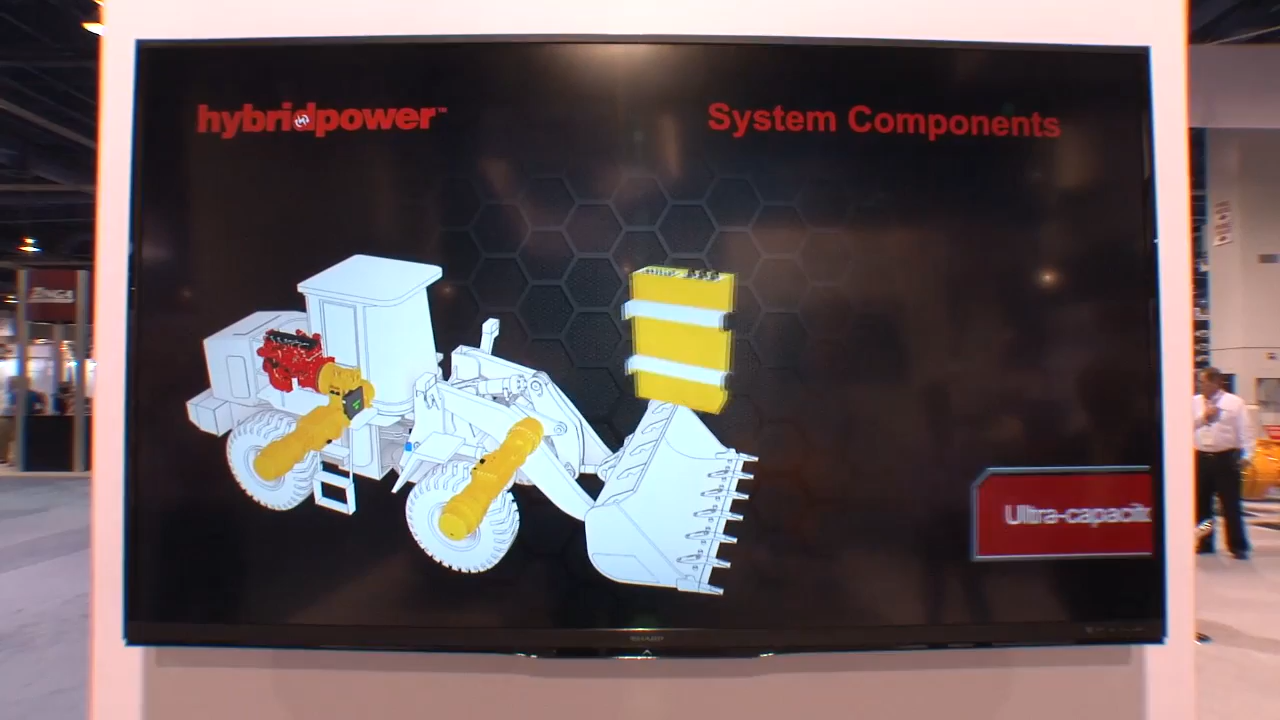 hybridpower™
System Components
Ultra-capacit
SHARP